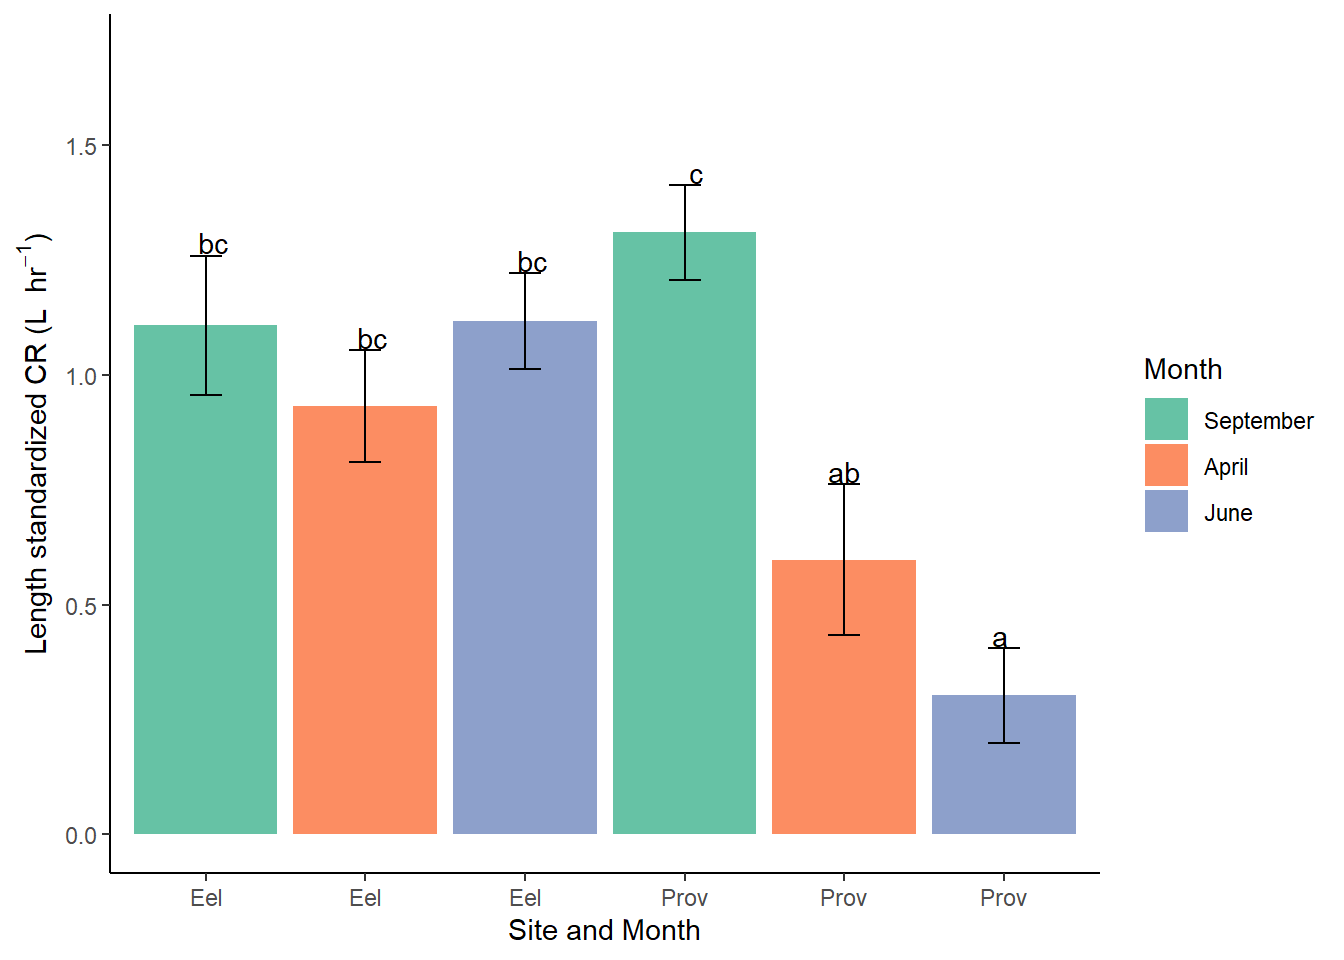 Length standardized CR (L hr⁻¹)
1.5
1.0
0.5
0.0
bc
bc
bc
c
ab
a
Eel
Eel
Eel
Prov
Prov
Prov
Site and Month
Month
September
April
June